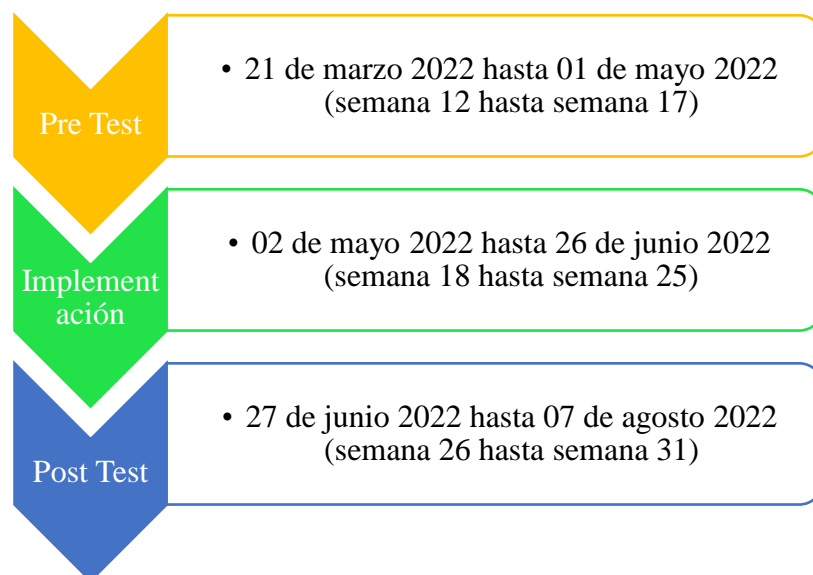 Pre Test
• 21 de marzo 2022 hasta 01 de mayo 2022
(semana 12 hasta semana 17)
Implement
ación
• 02 de mayo 2022 hasta 26 de junio 2022
(semana 18 hasta semana 25)
Post Test
• 27 de junio 2022 hasta 07 de agosto 2022
(semana 26 hasta semana 31)